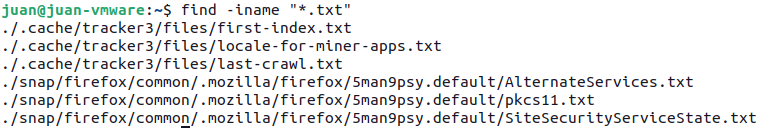 juan@juan-vmware:~$ find -iname "*.txt"
./.cache/tracker3/files/first-index.txt
./.cache/tracker3/files/locale-for-miner-apps.txt
./.cache/tracker3/files/last-crawl.txt
./snap/firefox/common/.mozilla/firefox/5man9psy.default/AlternateServices.txt
./snap/firefox/common/.mozilla/firefox/5man9psy.default/pkcs11.txt
./snap/firefox/common/.mozilla/firefox/5man9psy.default/SiteSecurityServiceState.txt